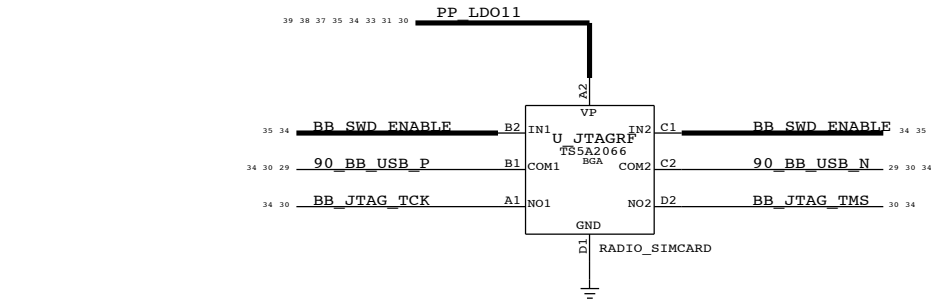 39 38 37 35 34 33 31 30 PP_LDO11
A2
VP
35 34 BB_SWD_ENABLE B2 IN1 IN2 C1 BB_SWD_ENABLE 34 35
U_JTAGRF
TS5A2066
BGA
34 30 29 90_BB_USB_P B1 COM1 COM2 C2 90_BB_USB_N 29 30 34
34 30 BB_JTAG_TCK A1 NO1 NO2 D2 BB_JTAG_TMS 30 34
GND
D1 RADIO_SIMCARD